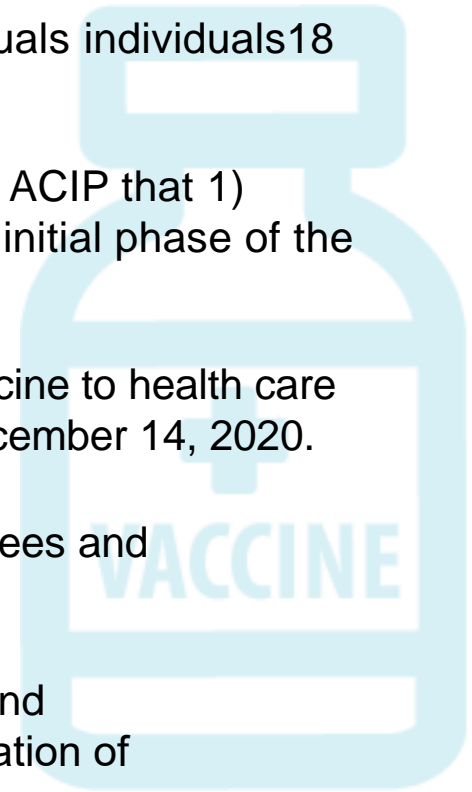 uals individuals18
ACIP that 1)
initial phase of the
cine to health care
cember 14, 2020.
ees and
VACCINE
nd
ation of